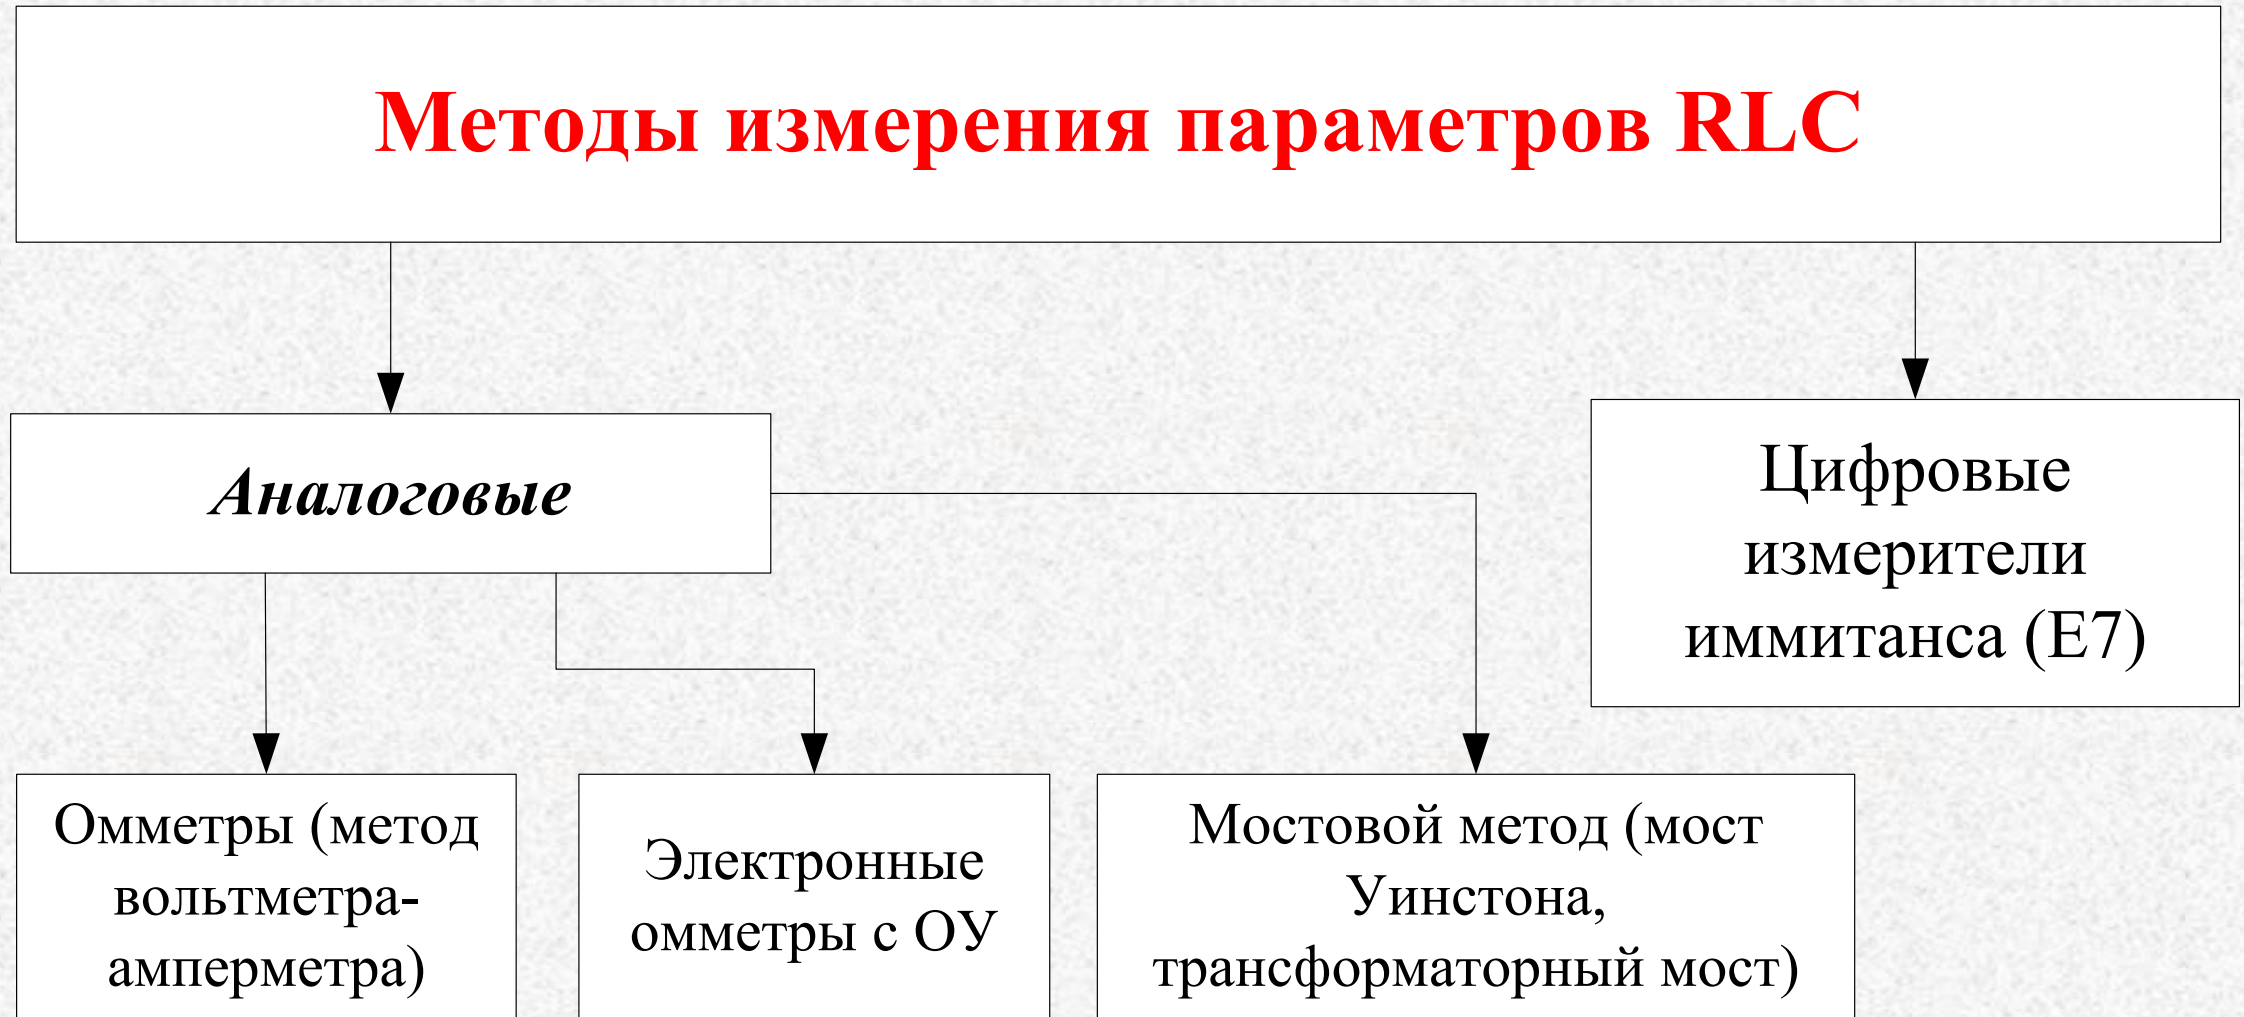 Методы измерения параметров RLC
Аналоговые
Цифровые
измерители
иммитанса (Е7)
Омметры (метод
вольтметра-
амперметра)
Электронные
омметры с ОУ
Мостовой метод (мост
Уинстона,
трансформаторный мост)